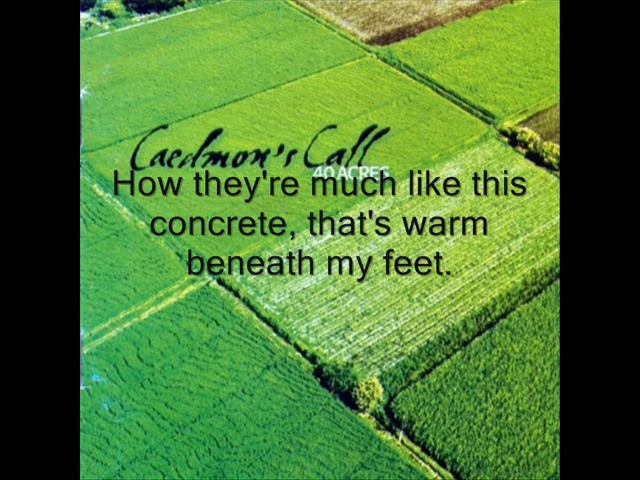 Caedmon's Call
40 ACRES
How they're much like this
concrete, that's warm
beneath my feet.